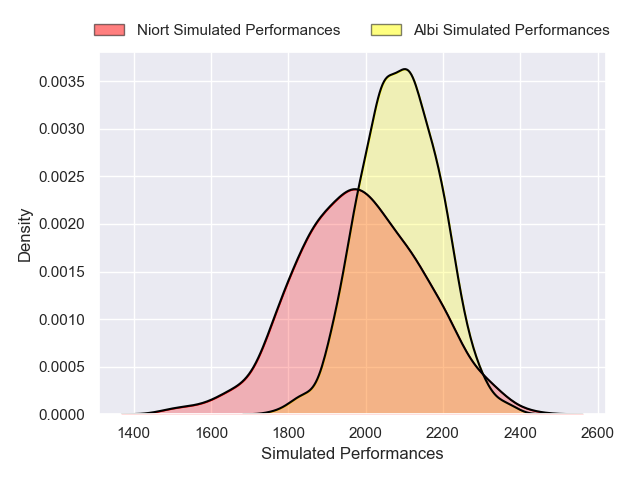 Niort Simulated Performances Albi Simulated Performances
0.0035
0.0030
0.0025
0.0020
0.0015
0.0010
0.0005
0.0000
Density
1400 1600 1800 2000 2200 2400 2600
Simulated Performances